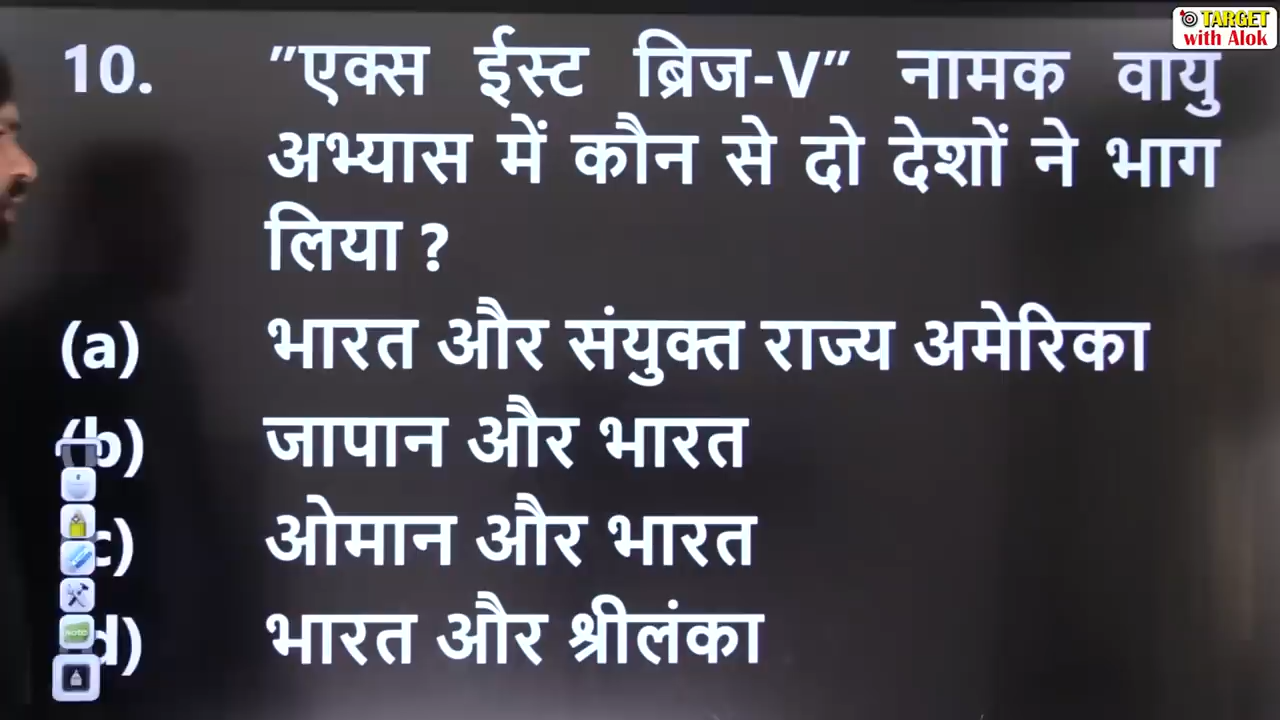 TARGET
with Alok
10. ”एक्स ईस्ट ब्रिज-V” नामक वायु
अभ्यास में कौन से दो देशों ने भाग
लिया ?
(a) भारत और संयुक्त राज्य अमेरिका
(b) जापान और भारत
c) ओमान और भारत
d) भारत और श्रीलंका